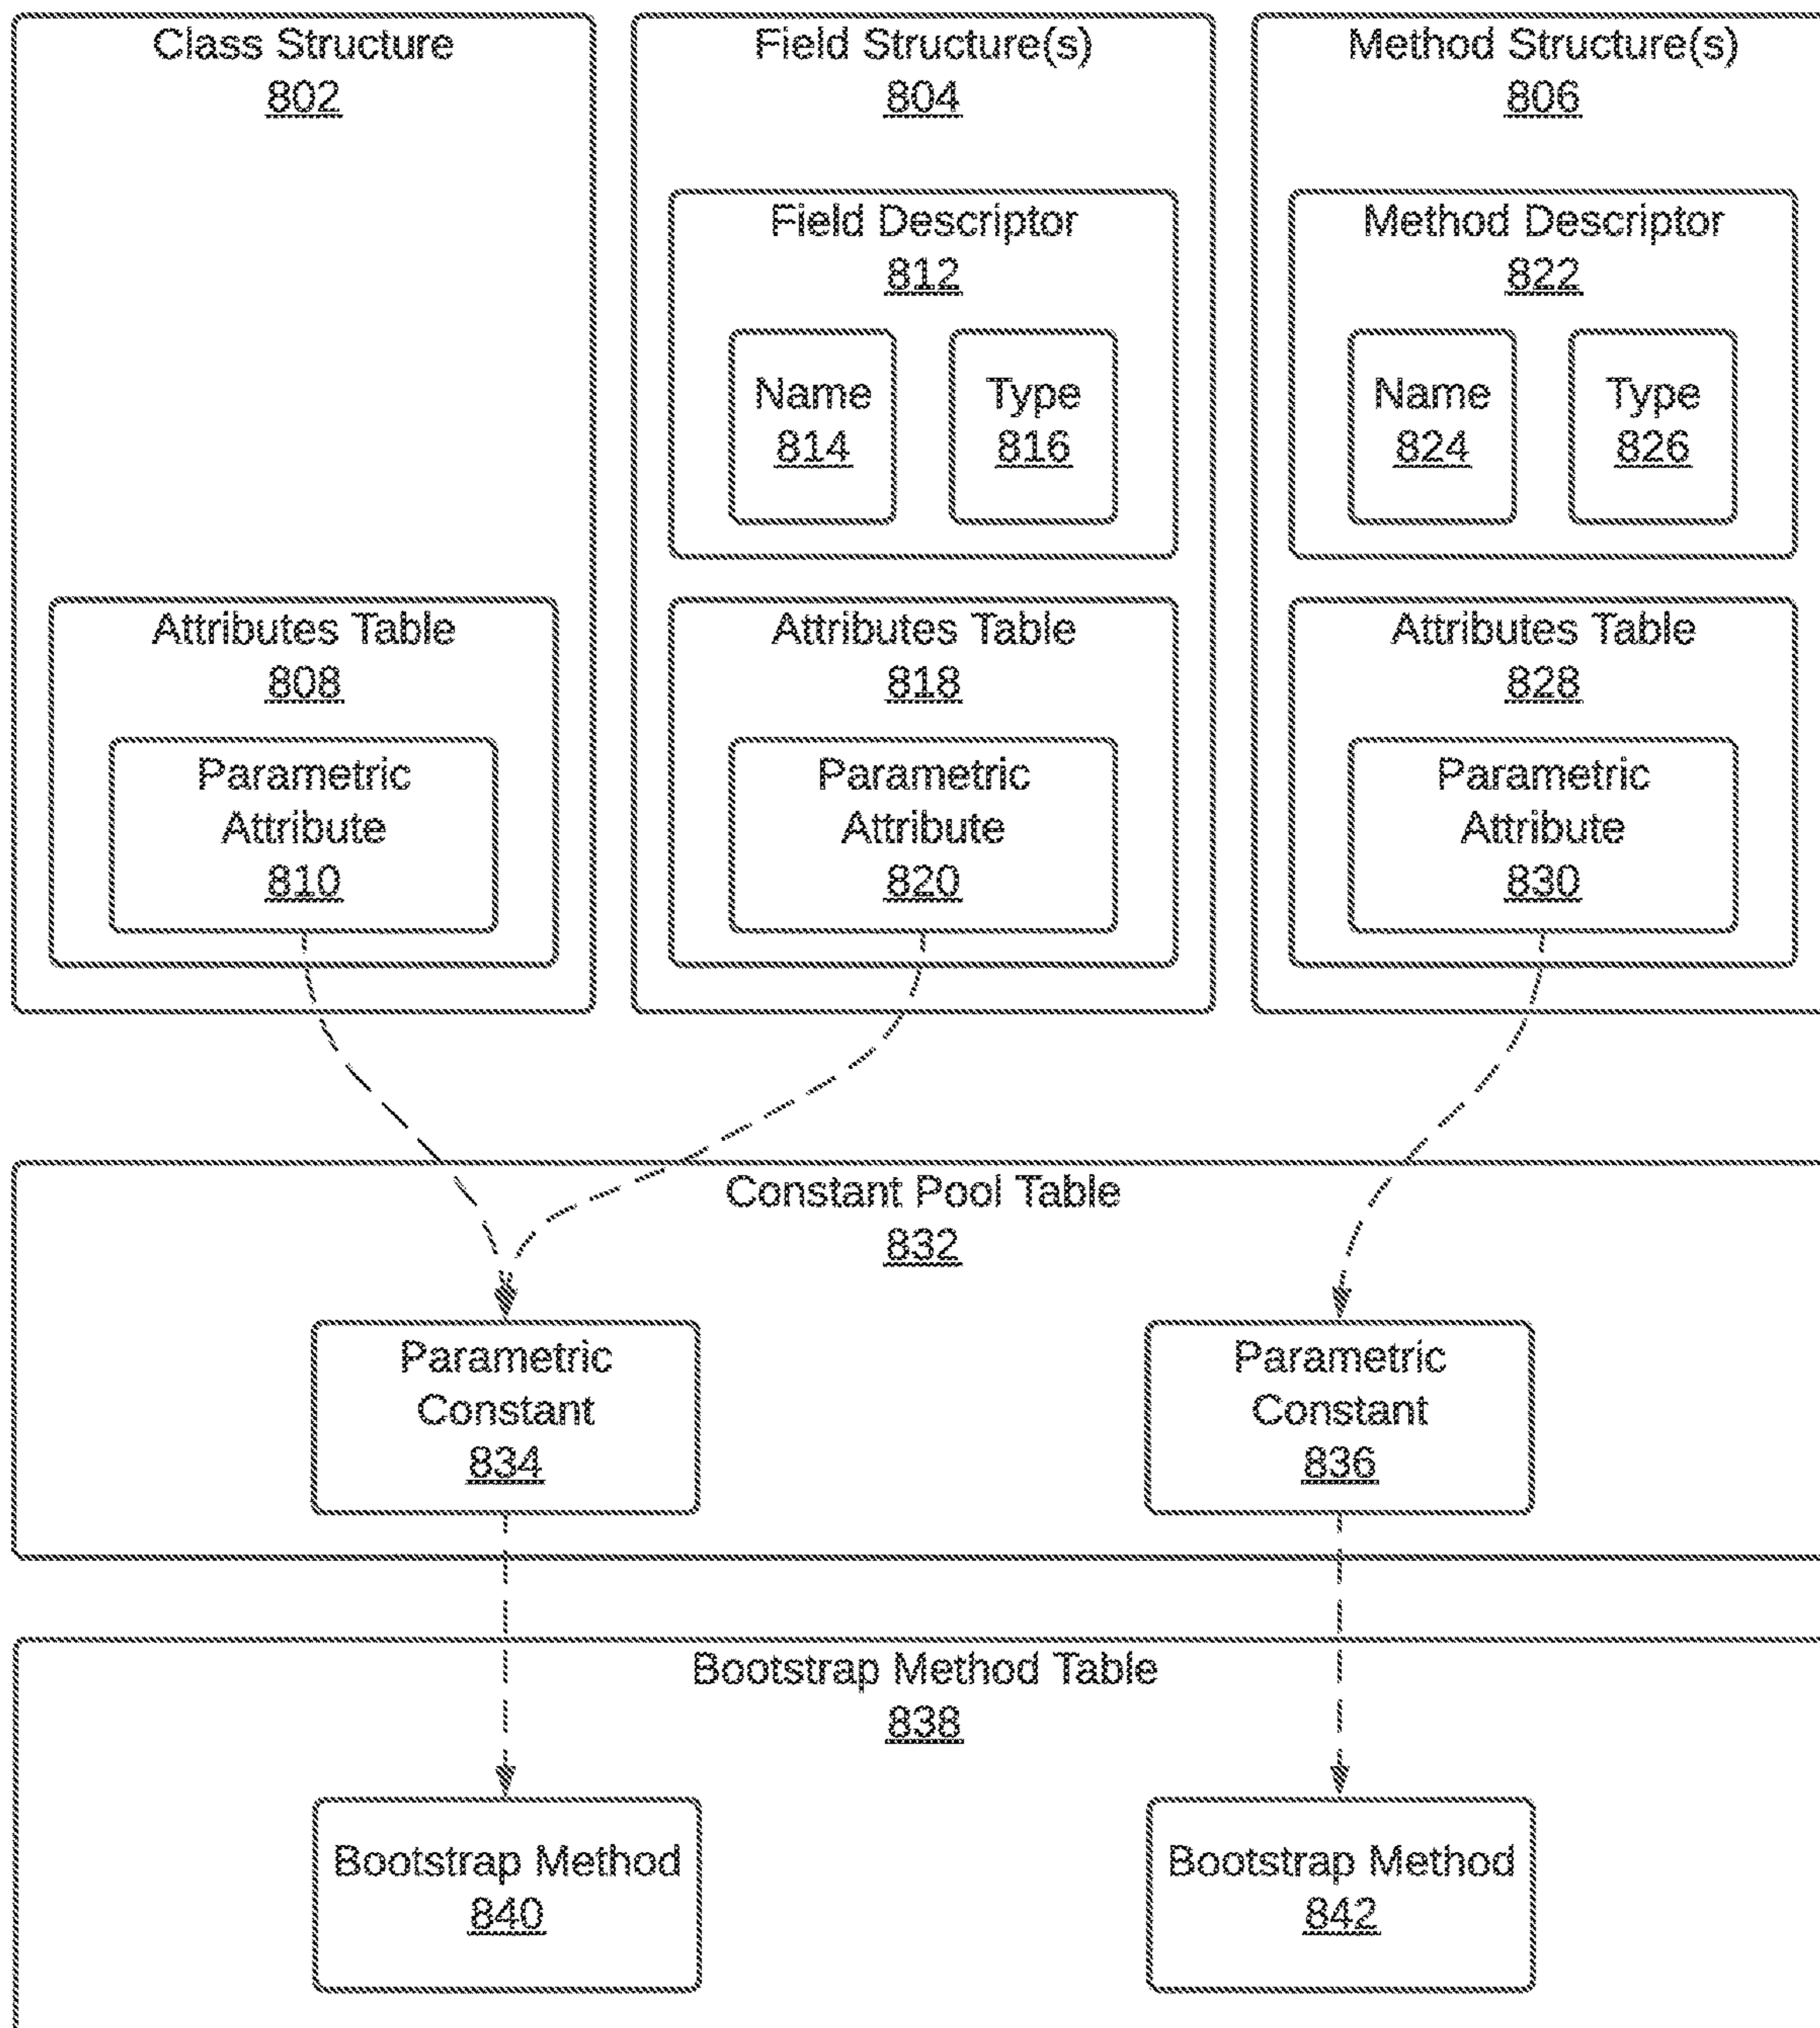 Class Structure
802
Field Structure(s)
804
Method Structure(s)
806
Field Descriptor
812
Name
814
Type
816
Method Descriptor
822
Name
824
Type
826
Attributes Table
808
Parametric
Attribute
810
Attributes Table
818
Parametric
Attribute
820
Attributes Table
828
Parametric
Attribute
830
Constant Pool Table
832
Parametric
Constant
834
Parametric
Constant
836
Bootstrap Method Table
838
Bootstrap Method
840
Bootstrap Method
842